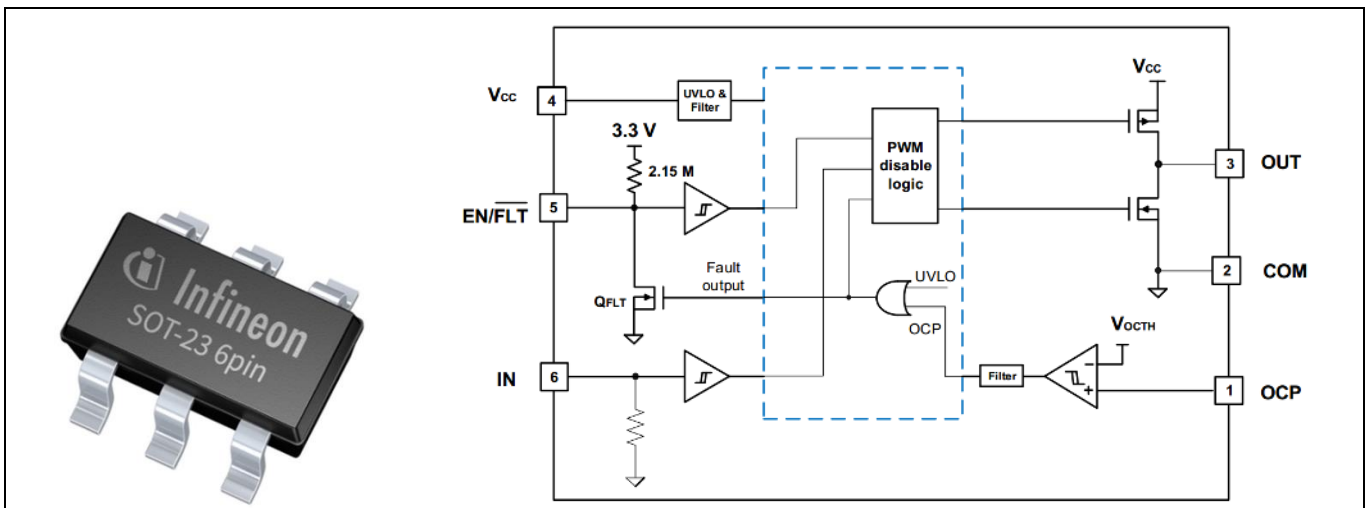 Infineon
SOT-23 6pin
VCC
4
UVLO &
Filter
3.3 V
2.15 M
EN/FLT
5
Fault
output
QFLT
IN
6
PWM
disable
logic
UVLO
OCP
Filter
VOCTH
VCC
3
OUT
2
COM
1
OCP
-
+